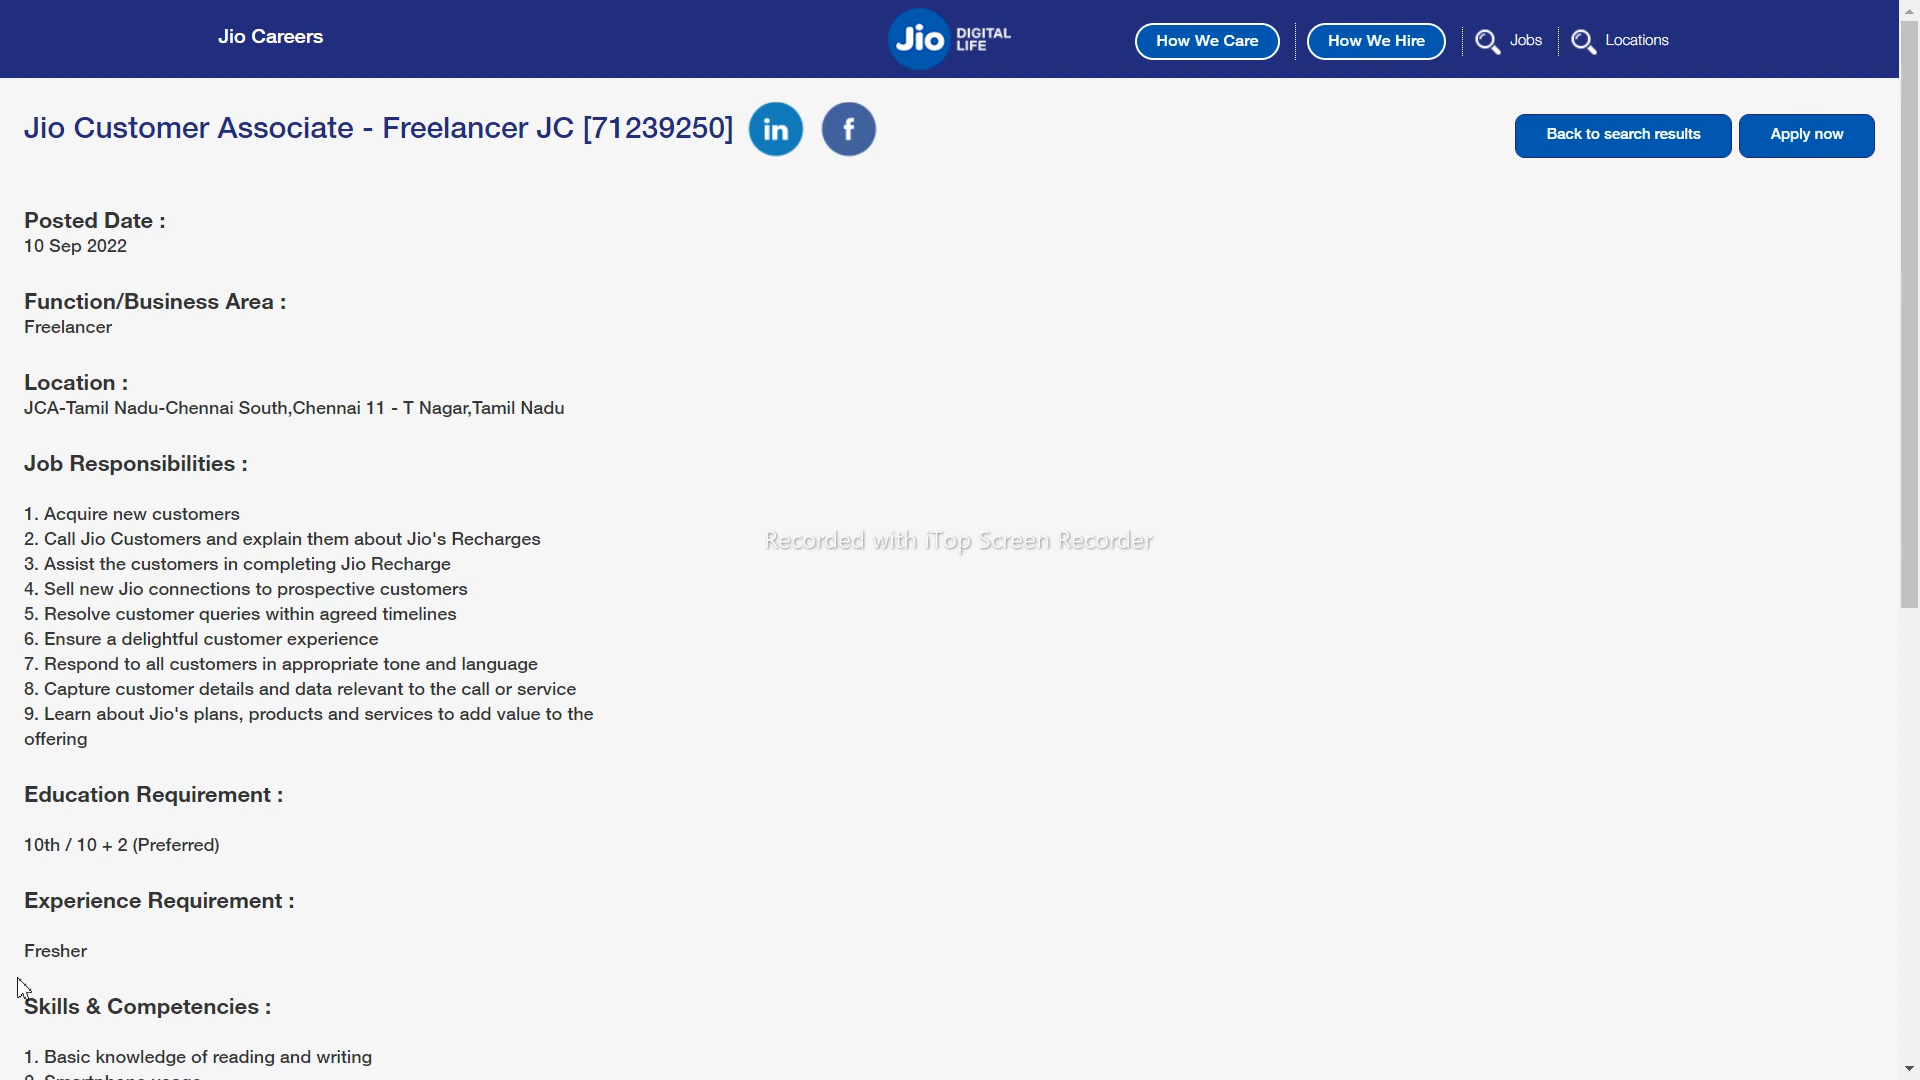 Jio Careers
Jio DIGITAL LIFE
How We Care
How We Hire
Jobs
Locations
Jio Customer Associate - Freelancer JC [71239250]
in
f
Back to search results
Apply now
Posted Date :
10 Sep 2022
Function/Business Area :
Freelancer
Location :
JCA-Tamil Nadu-Chennai South,Chennai 11 - T Nagar,Tamil Nadu
Job Responsibilities :
1. Acquire new customers
2. Call Jio Customers and explain them about Jio's Recharges
Recorded with iTop Screen Recorder
3. Assist the customers in completing Jio Recharge
4. Sell new Jio connections to prospective customers
5. Resolve customer queries within agreed timelines
6. Ensure a delightful customer experience
7. Respond to all customers in appropriate tone and language
8. Capture customer details and data relevant to the call or service
9. Learn about Jio's plans, products and services to add value to the
offering
Education Requirement :
10th / 10 + 2 (Preferred)
Experience Requirement :
Fresher
Skills & Competencies :
1. Basic knowledge of reading and writing